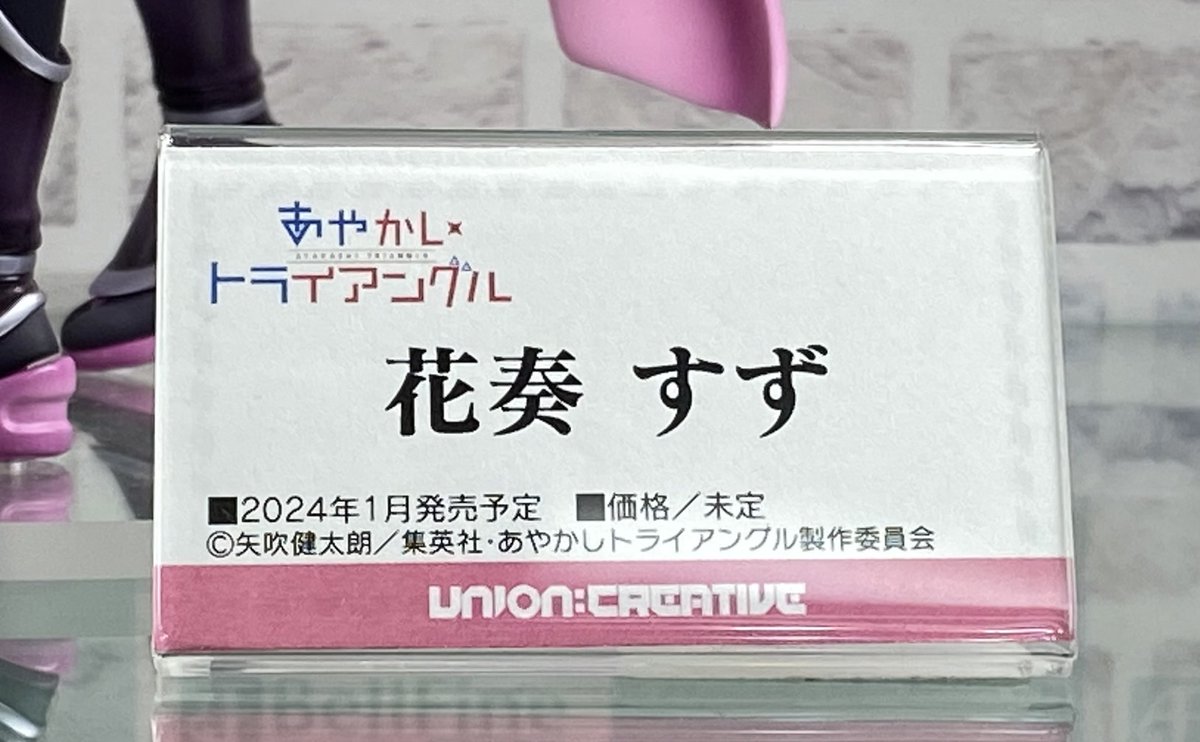 あやかし
AYAKASHI TRIANGLE
トライアングル
花奏 すず
■2024年1月発売予定 ■価格／未定
©矢吹健太朗／集英社・あやかしトライアングル製作委員会
UNION:CREATIVE